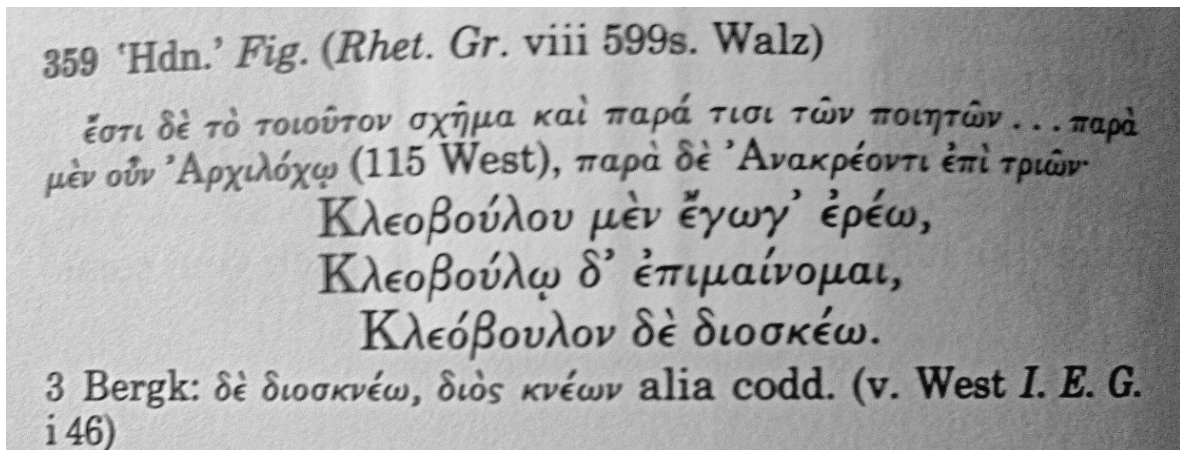 359 ‘Hdn.’ Fig. (Rhet. Gr. viii 599s. Walz)
ἔστι δὲ τὸ τοιοῦτον σχῆμα καὶ παρά τισι τῶν ποιητῶν . . . παρὰ
μὲν οὖν Ἀρχιλόχῳ (115 West), παρὰ δὲ Ἀνακρέοντι ἐπὶ τριῶν·
Κλεοβούλου μὲν ἔγωγ’ ἐρέω,
Κλεοβούλῳ δ’ ἐπιμαίνομαι,
Κλεόβουλον δὲ διοσκέω.
3 Bergk: δὲ διοσκνέω, διὸς κνέων alia codd. (v. West I. E. G.
i 46)